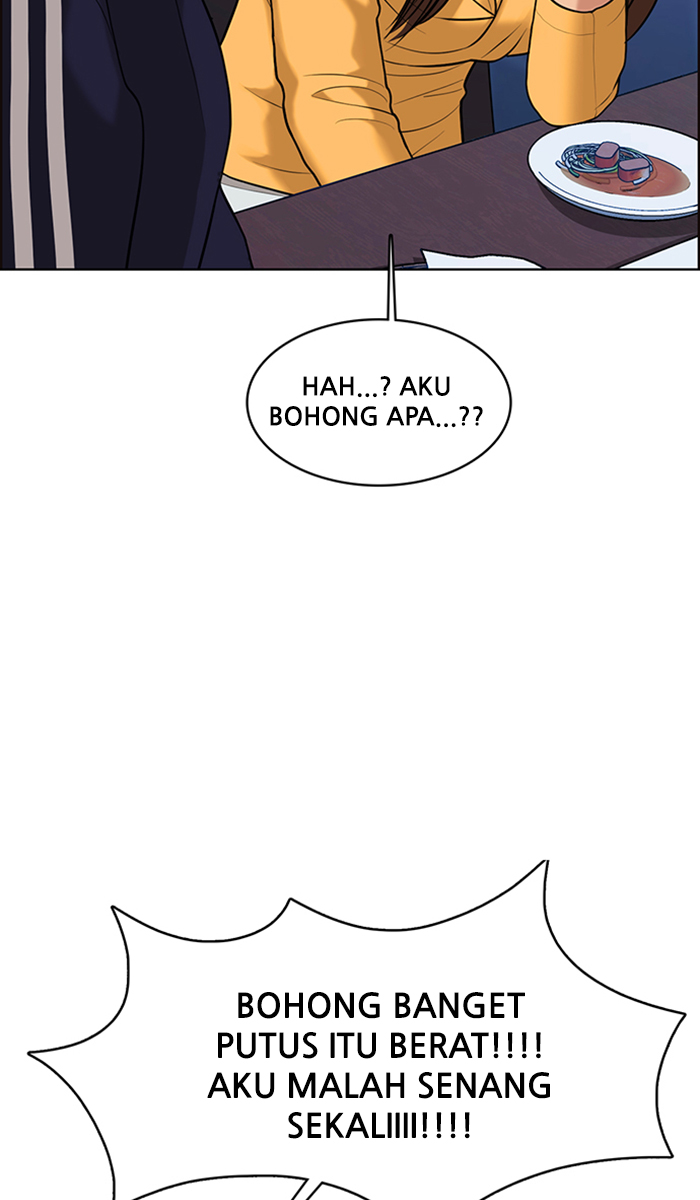 HAH...? AKU
BOHONG APA...??
BOHONG BANGET
PUTUS ITU BERAT!!!!
AKU MALAH SENANG
SEKALIIII!!!!